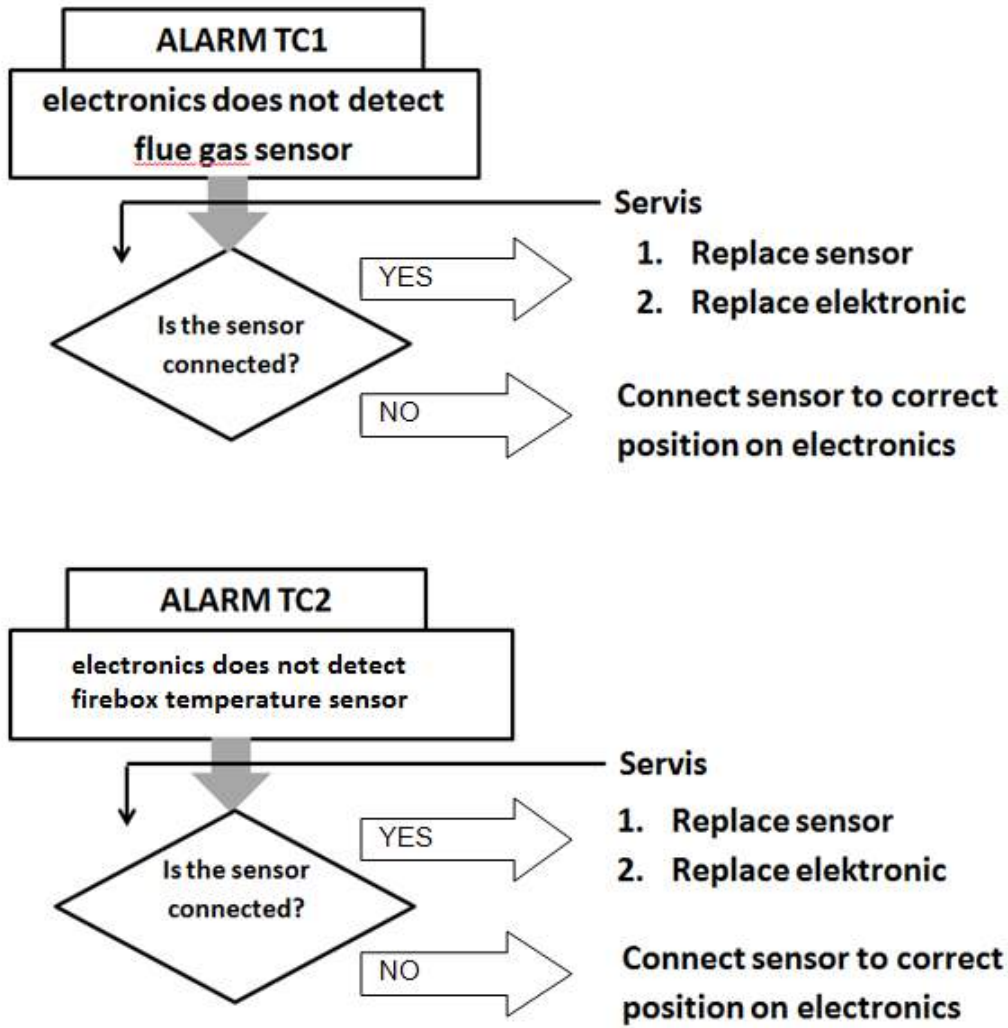 ALARM TC1
electronics does not detect
flue gas sensor
Servis
YES
1. Replace sensor
2. Replace elektronic
Is the sensor
connected?
NO
Connect sensor to correct
position on electronics
ALARM TC2
electronics does not detect
firebox temperature sensor
Servis
YES
1. Replace sensor
2. Replace elektronic
Is the sensor
connected?
NO
Connect sensor to correct
position on electronics